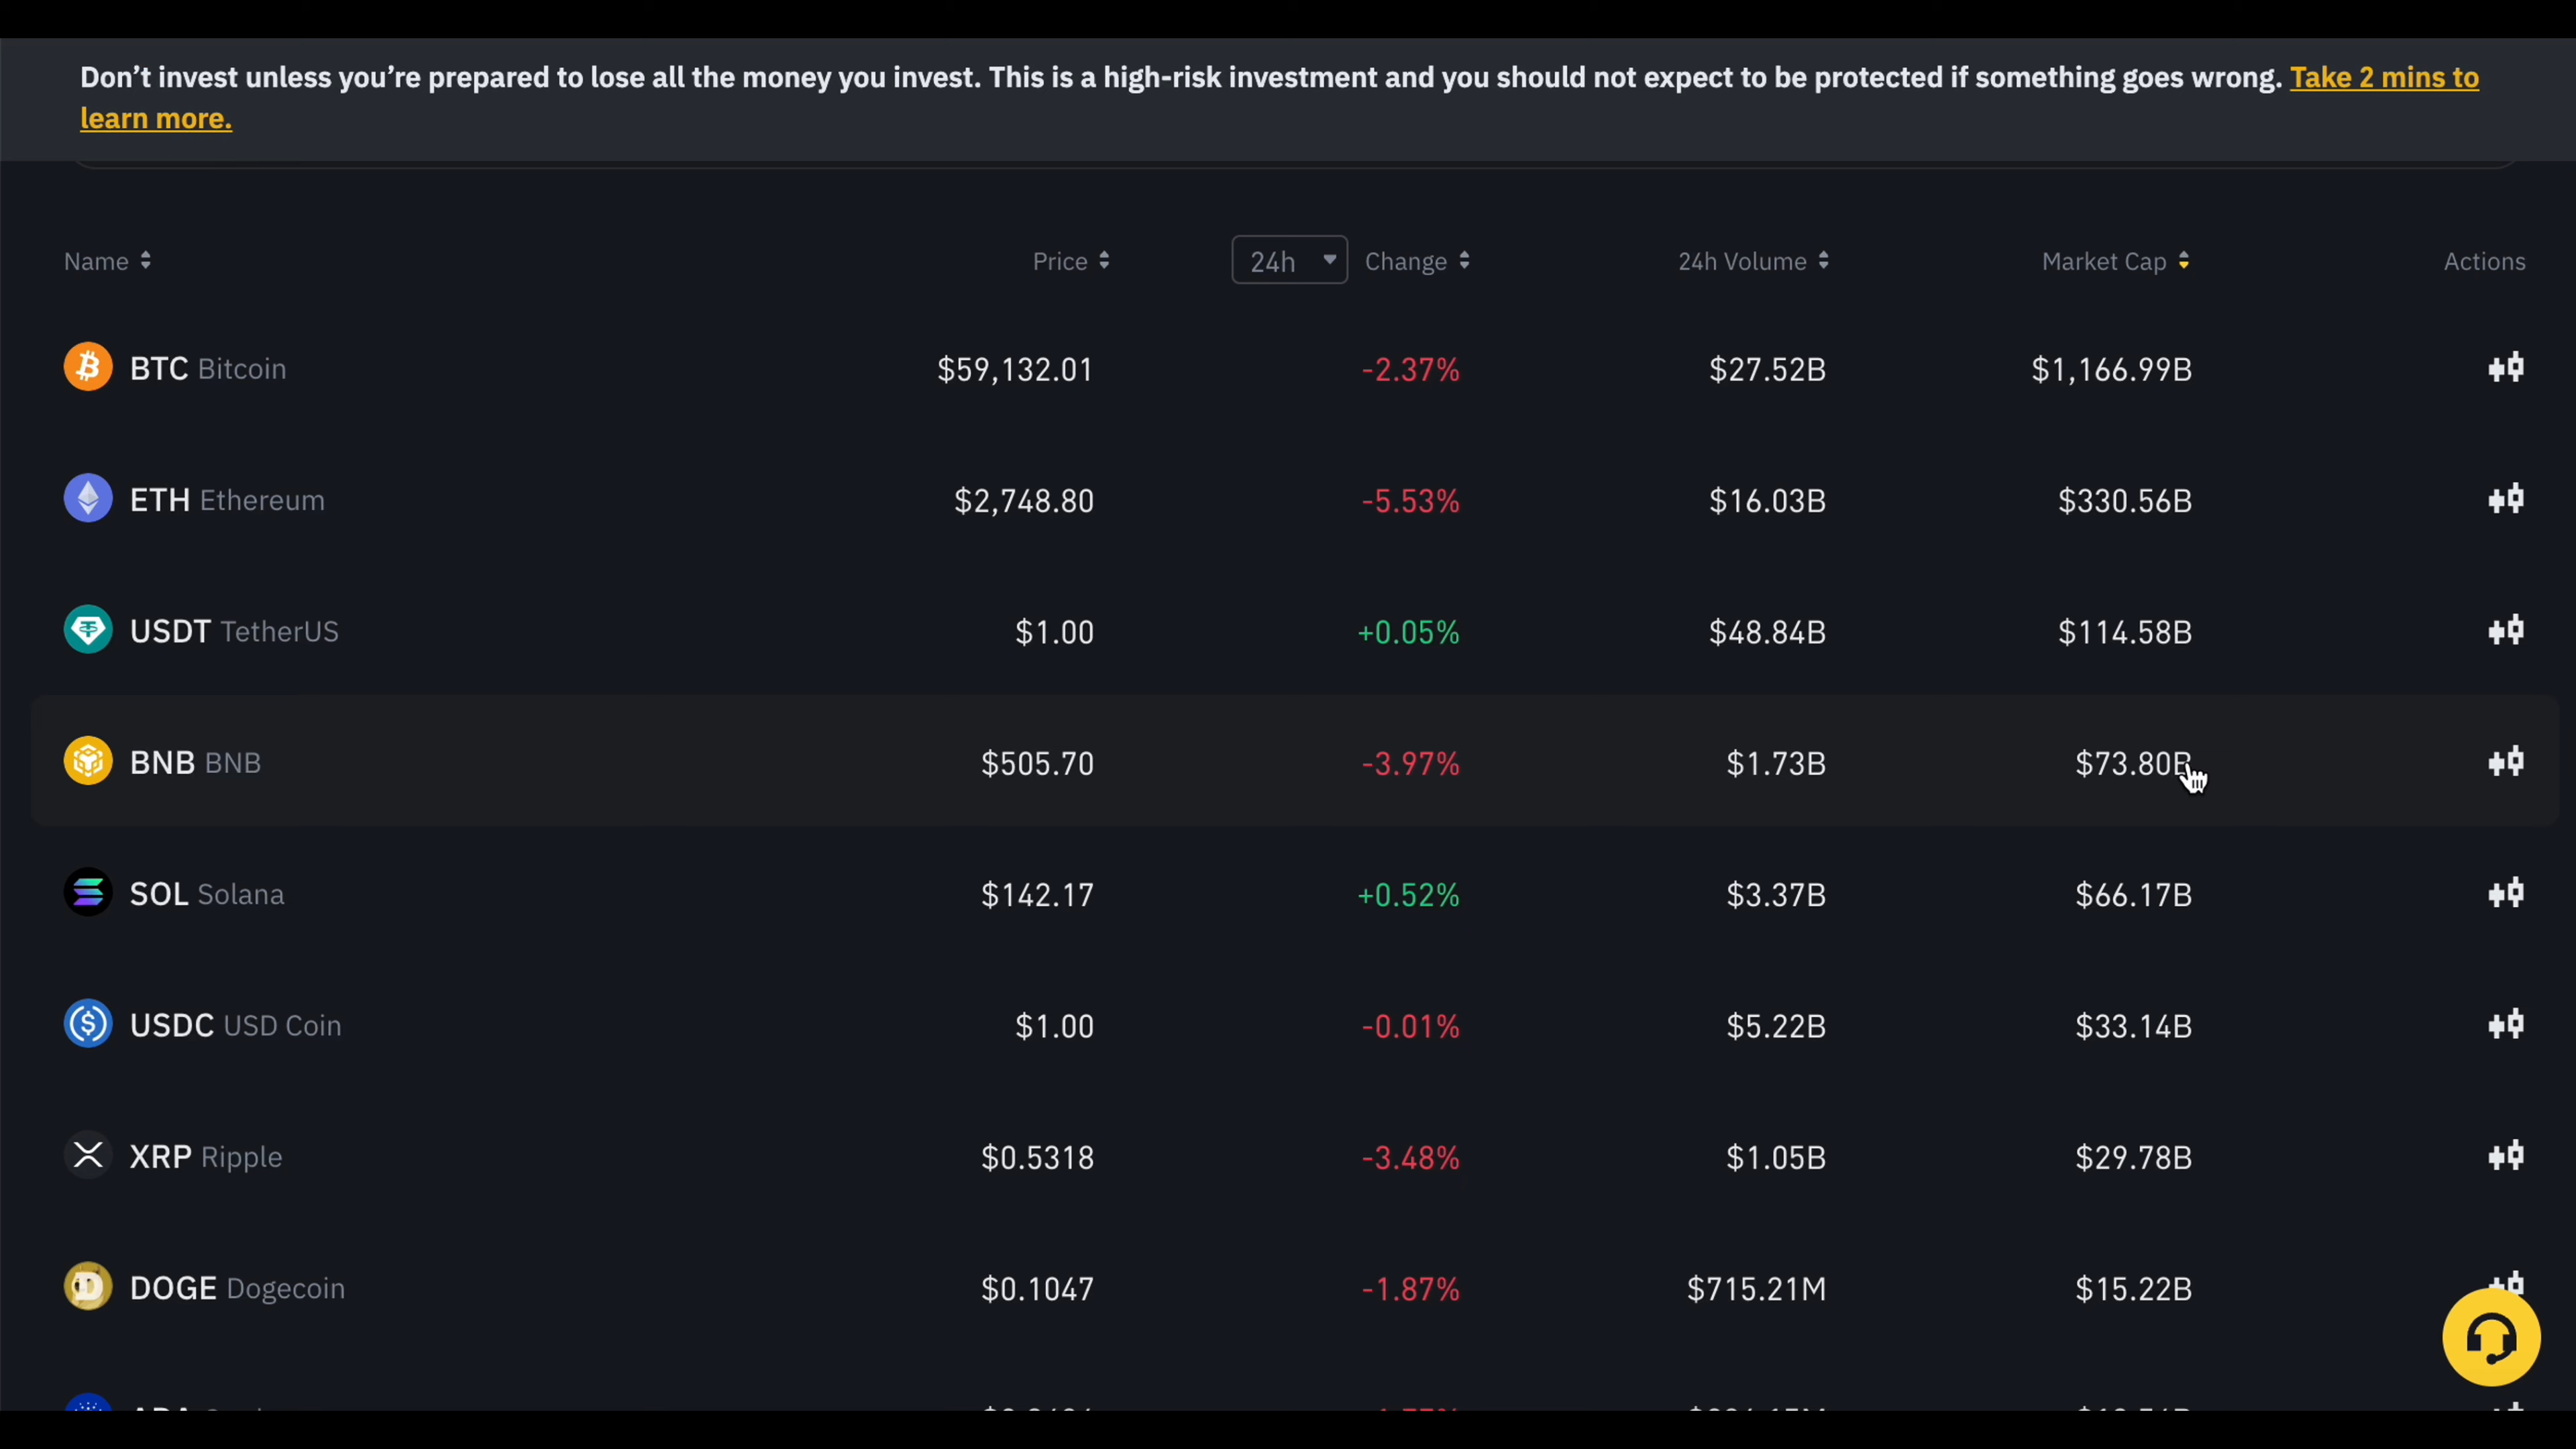 Don’t invest unless you’re prepared to lose all the money you invest. This is a high-risk investment and you should not expect to be protected if something goes wrong. Take 2 mins to
learn more.
Name Price 24h Change 24h Volume Market Cap Actions
BTC Bitcoin $59,132.01 -2.37% $27.52B $1,166.99B
ETH Ethereum $2,748.80 -5.53% $16.03B $330.56B
USDT TetherUS $1.00 +0.05% $48.84B $114.58B
BNB BNB $505.70 -3.97% $1.73B $73.80B
SOL Solana $142.17 +0.52% $3.37B $66.17B
USDC USD Coin $1.00 -0.01% $5.22B $33.14B
XRP Ripple $0.5318 -3.48% $1.05B $29.78B
DOGE Dogecoin $0.1047 -1.87% $715.21M $15.22B